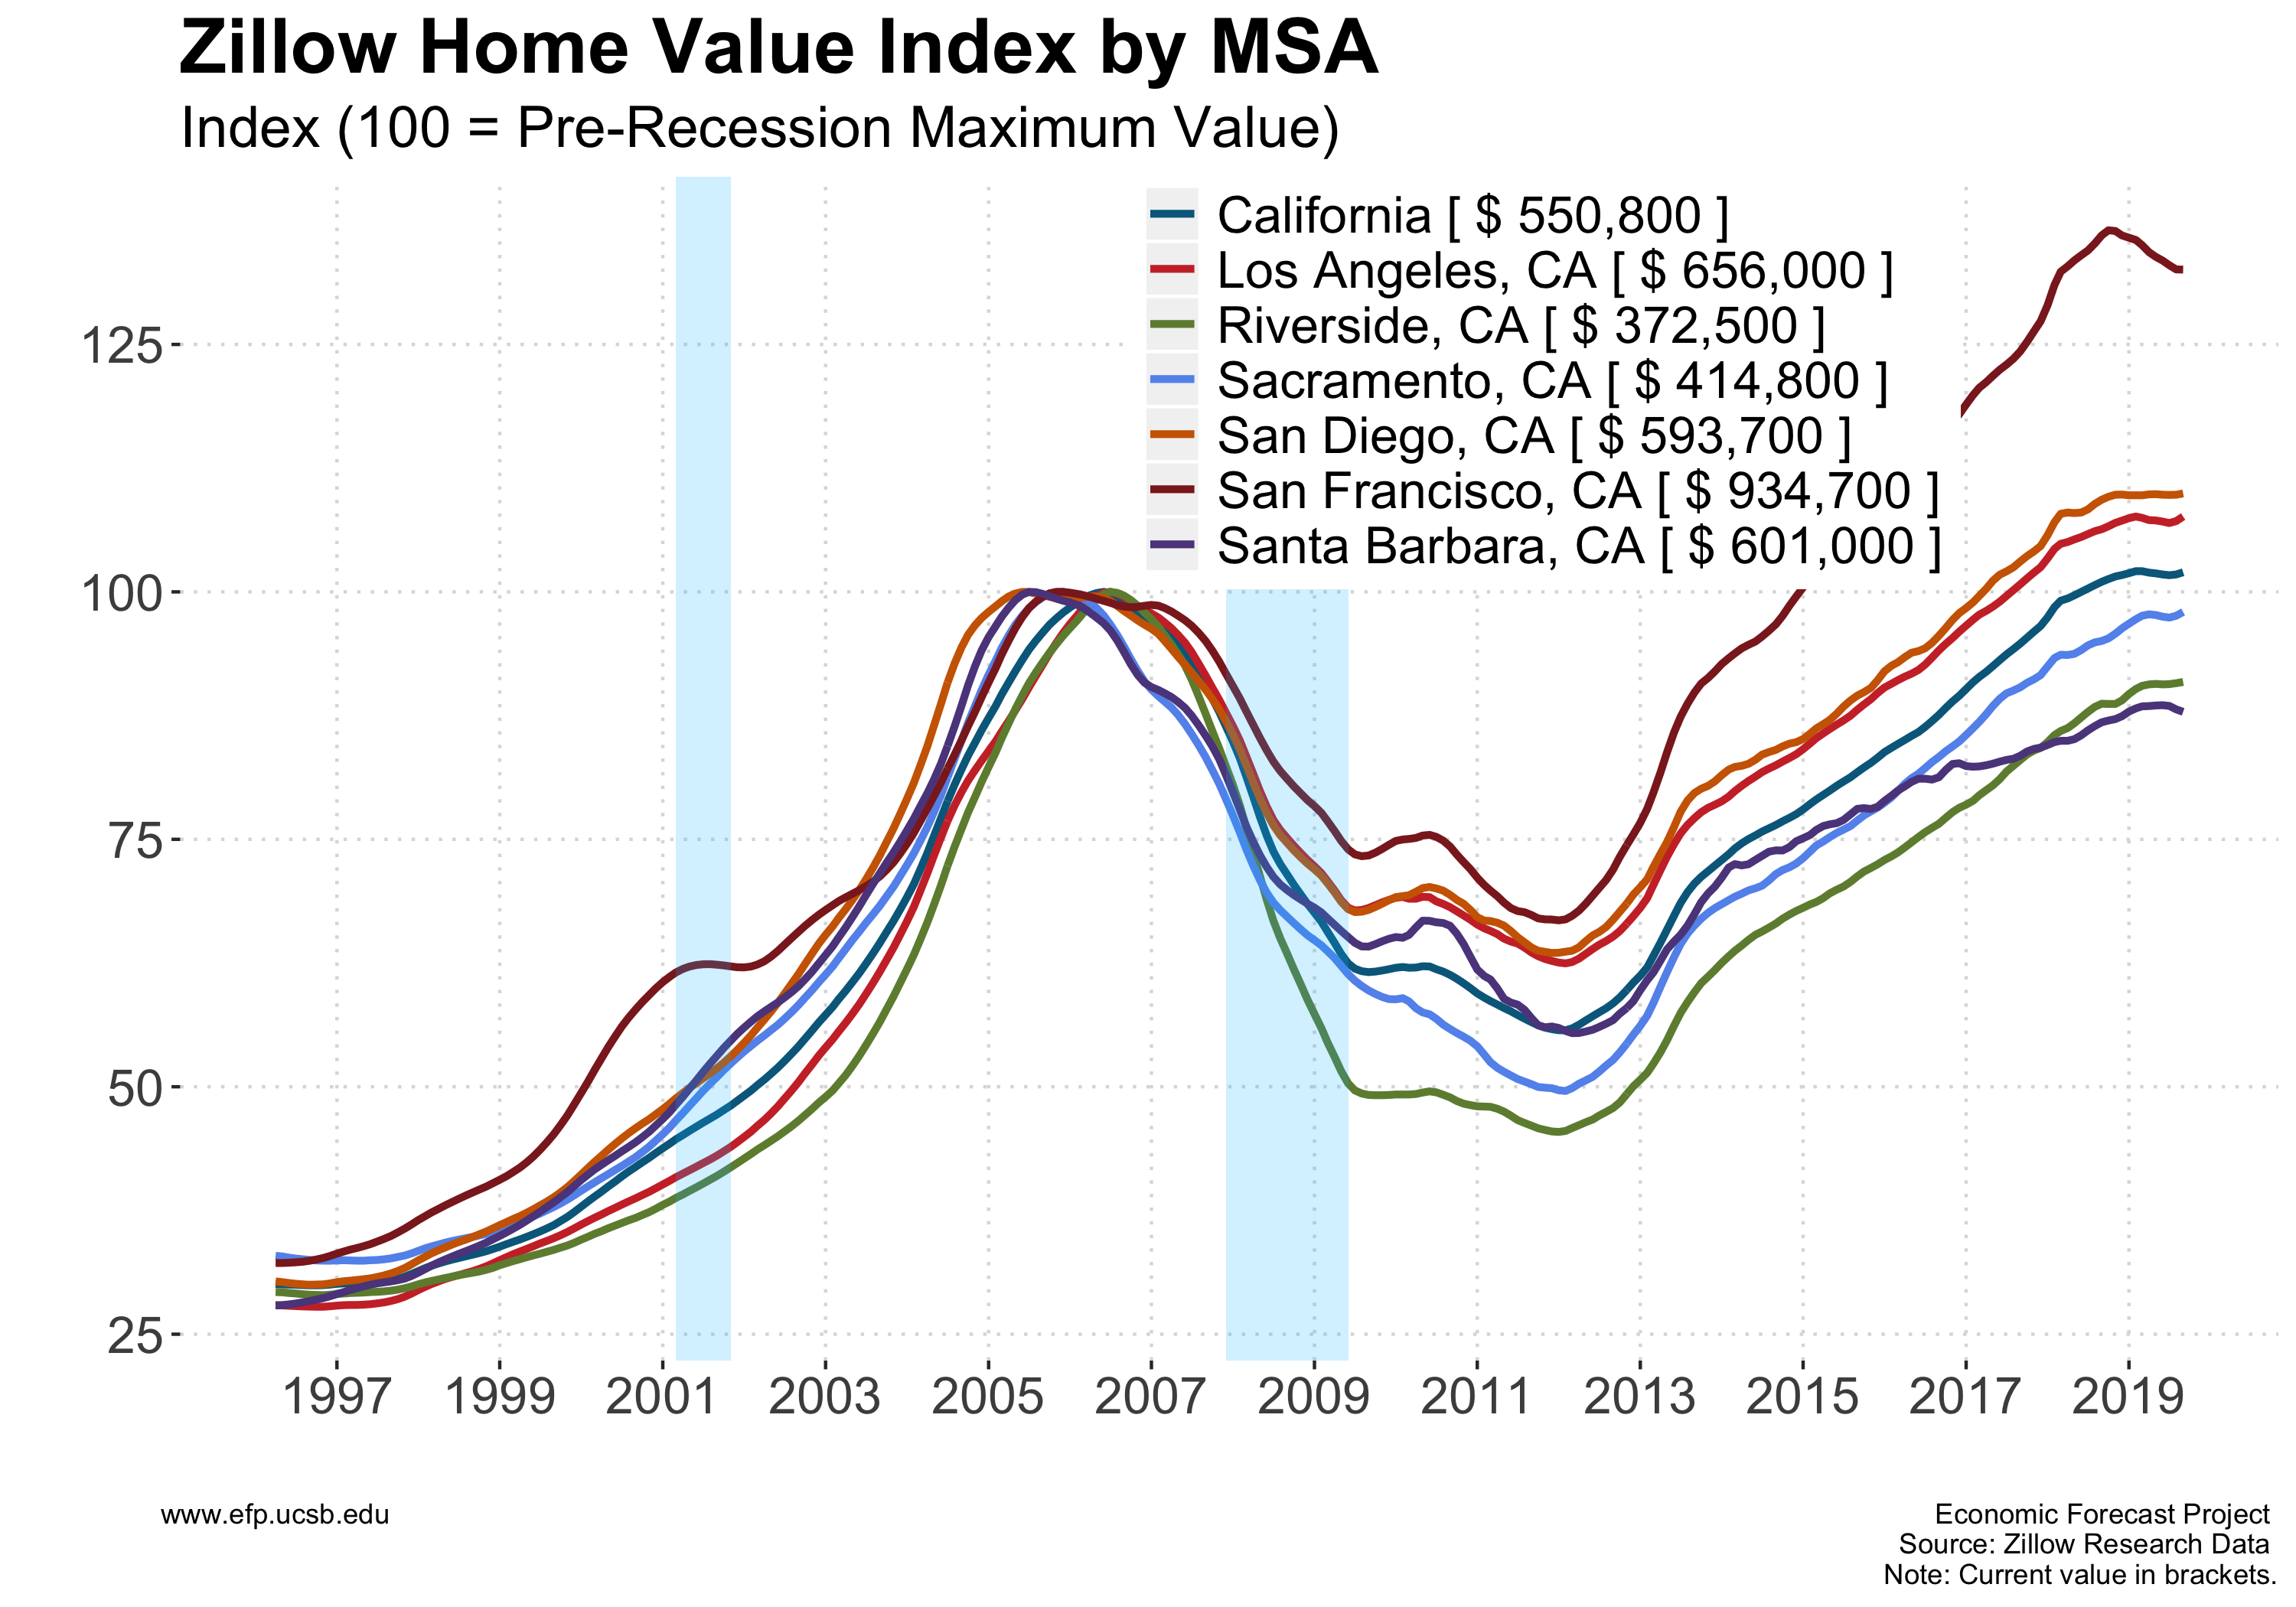 Zillow Home Value Index by MSA
Index (100 = Pre-Recession Maximum Value)
California [ $ 550,800 ]
Los Angeles, CA [ $ 656,000 ]
Riverside, CA [ $ 372,500 ]
Sacramento, CA [ $ 414,800 ]
San Diego, CA [ $ 593,700 ]
San Francisco, CA [ $ 934,700 ]
Santa Barbara, CA [ $ 601,000 ]
125
100
75
50
25
1997 1999 2001 2003 2005 2007 2009 2011 2013 2015 2017 2019
www.efp.ucsb.edu
Economic Forecast Project
Source: Zillow Research Data
Note: Current value in brackets.